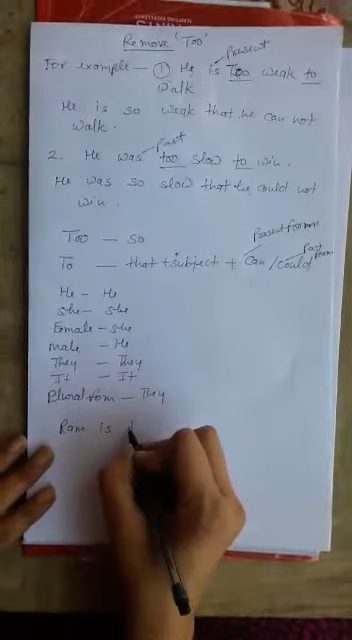 Remove 'Too'
Present
For example — ① He is Too weak to
walk
He is so weak that he can not
walk.
Past
2. He was too slow to win.
He was so slow that he could not
win.
Too — so
Present form
Past form
To — that + subject + Can / Could
He — He
She — She
Female — She
Male — He
They — They
It — It
Plural form — They
Ram is